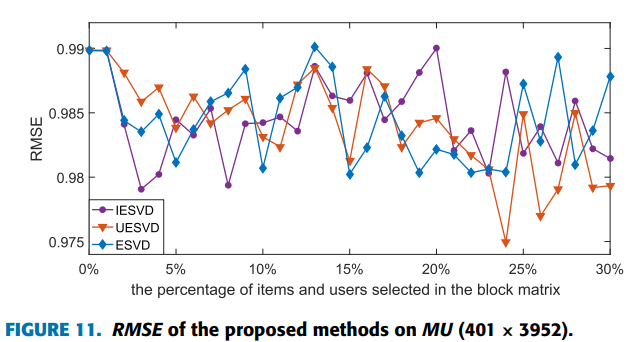 0.99
0.985
0.98
0.975
RMSE
IESVD
UESVD
ESVD
0% 5% 10% 15% 20% 25% 30%
the percentage of items and users selected in the block matrix
FIGURE 11. RMSE of the proposed methods on MU (401 × 3952).